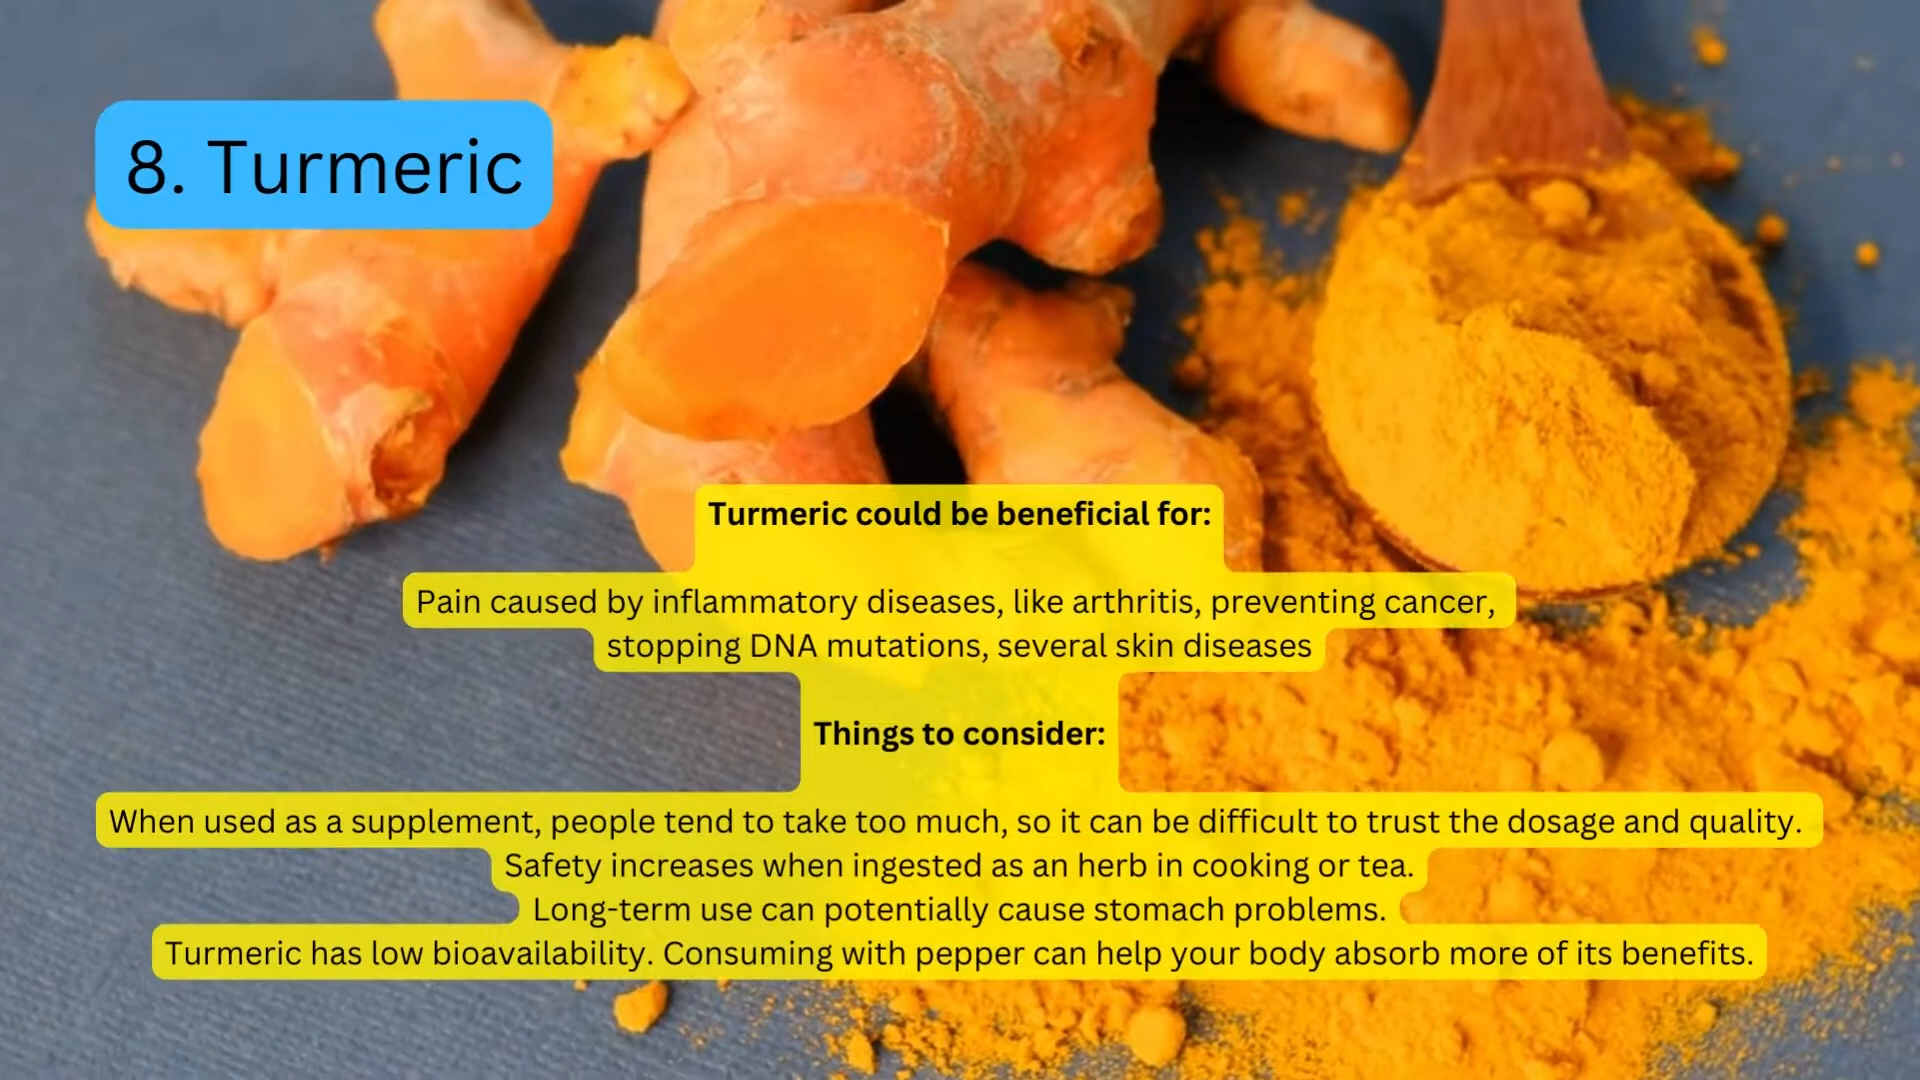 8. Turmeric
Turmeric could be beneficial for:
Pain caused by inflammatory diseases, like arthritis, preventing cancer,
stopping DNA mutations, several skin diseases
Things to consider:
When used as a supplement, people tend to take too much, so it can be difficult to trust the dosage and quality.
Safety increases when ingested as an herb in cooking or tea.
Long-term use can potentially cause stomach problems.
Turmeric has low bioavailability. Consuming with pepper can help your body absorb more of its benefits.